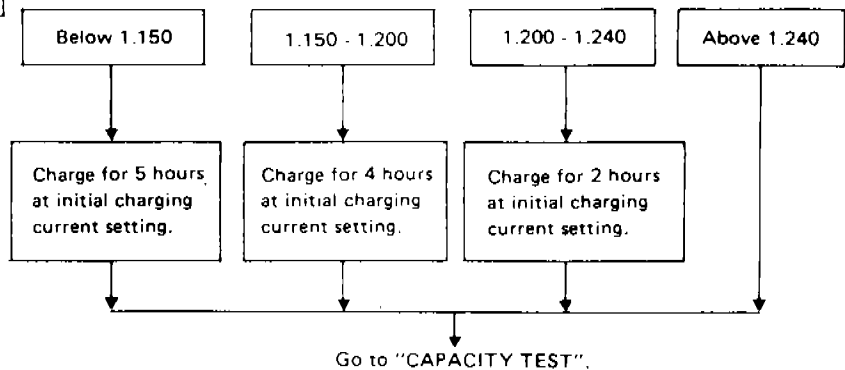 Below 1.150
1.150 - 1.200
1.200 - 1.240
Above 1.240
Charge for 5 hours
at initial charging
current setting.
Charge for 4 hours
at initial charging
current setting.
Charge for 2 hours
at initial charging
current setting.
Go to "CAPACITY TEST".